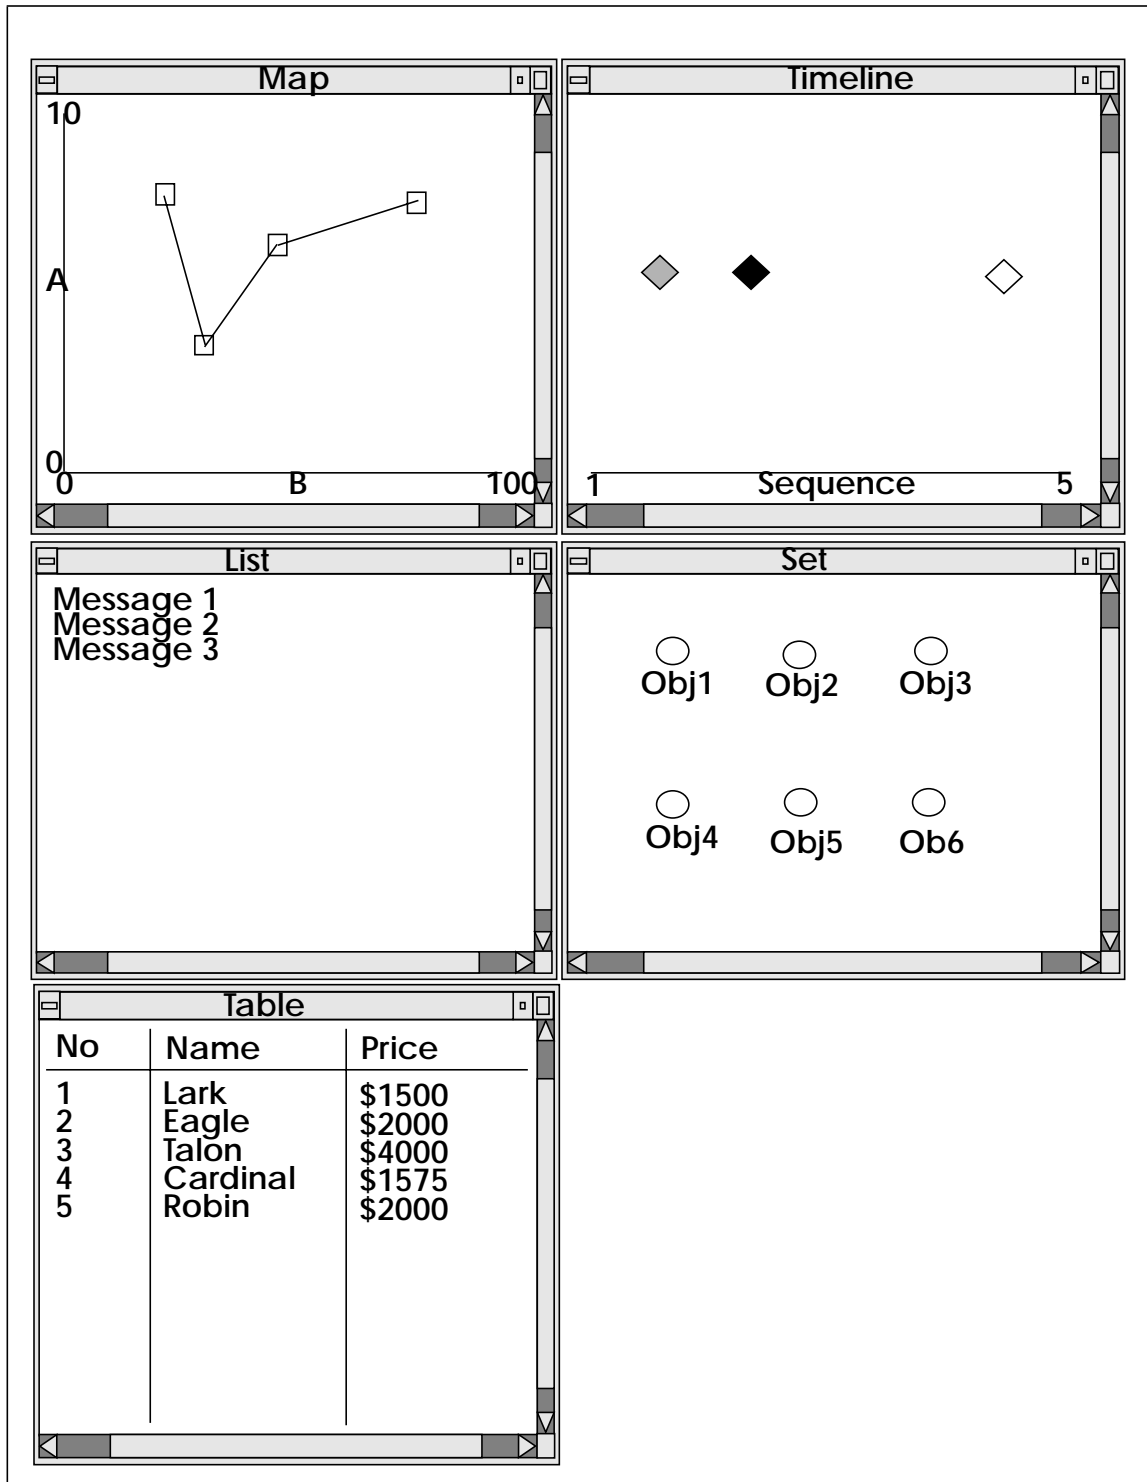 Map
10
A
0
0 B 100
Timeline
1 Sequence 5
List
Message 1
Message 2
Message 3
Set
Obj1 Obj2 Obj3
Obj4 Obj5 Ob6
Table
No Name Price
1 Lark $1500
2 Eagle $2000
3 Talon $4000
4 Cardinal $1575
5 Robin $2000